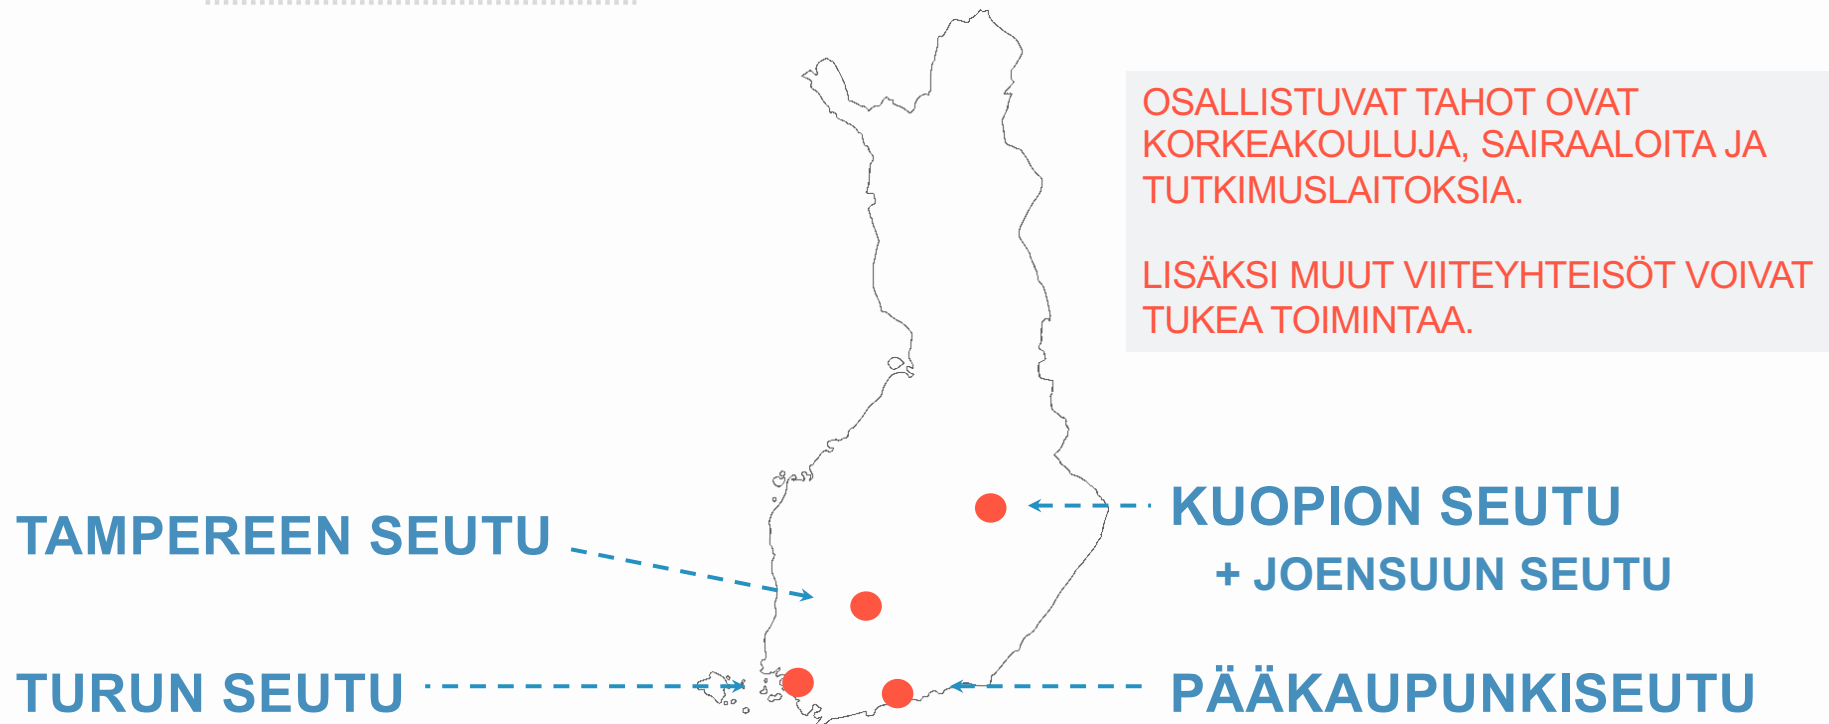 OSALLISTUVAT TAHOT OVAT
KORKEAKOULUJA, SAIRAALOITA JA
TUTKIMUSLAITOKSIA.
LISÄKSI MUUT VIITEYHTEISÖT VOIVAT
TUKEA TOIMINTAA.
TAMPEREEN SEUTU
KUOPION SEUTU
+ JOENSUUN SEUTU
TURUN SEUTU
PÄÄKAUPUNKISEUTU